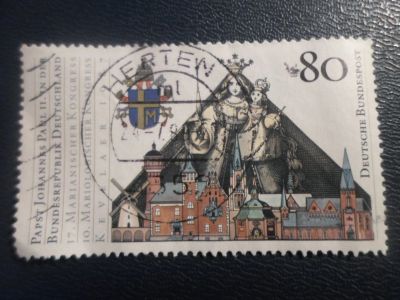 PAPST JOHANNES PAUL II. IN DER
BUNDESREPUBLIK DEUTSCHLAND
17. MARIANISCHER KONGRESS
10. MARIOLOGISCHER KONGRESS
KEVELAER 1987
HERTEN
M
80
DEUTSCHE BUNDESPOST